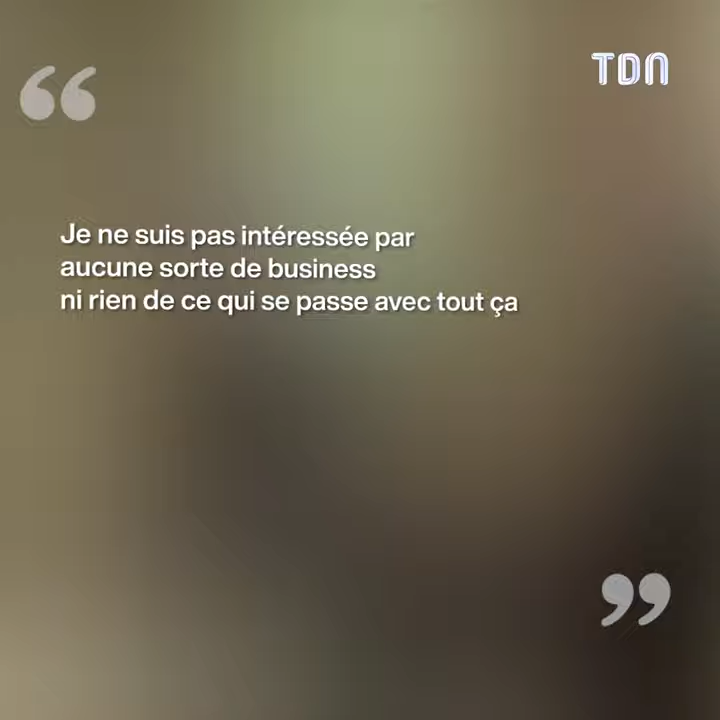 TDN
“
Je ne suis pas intéressée par
aucune sorte de business
ni rien de ce qui se passe avec tout ça
”